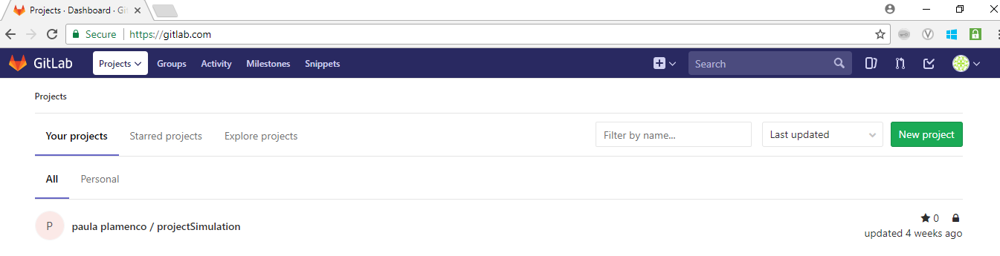 Projects · Dashboard · Git
Secure https://gitlab.com
GitLab Projects Groups Activity Milestones Snippets Search
Projects
Your projects Starred projects Explore projects Filter by name... Last updated New project
All Personal
P paula plamenco / projectSimulation 0
updated 4 weeks ago